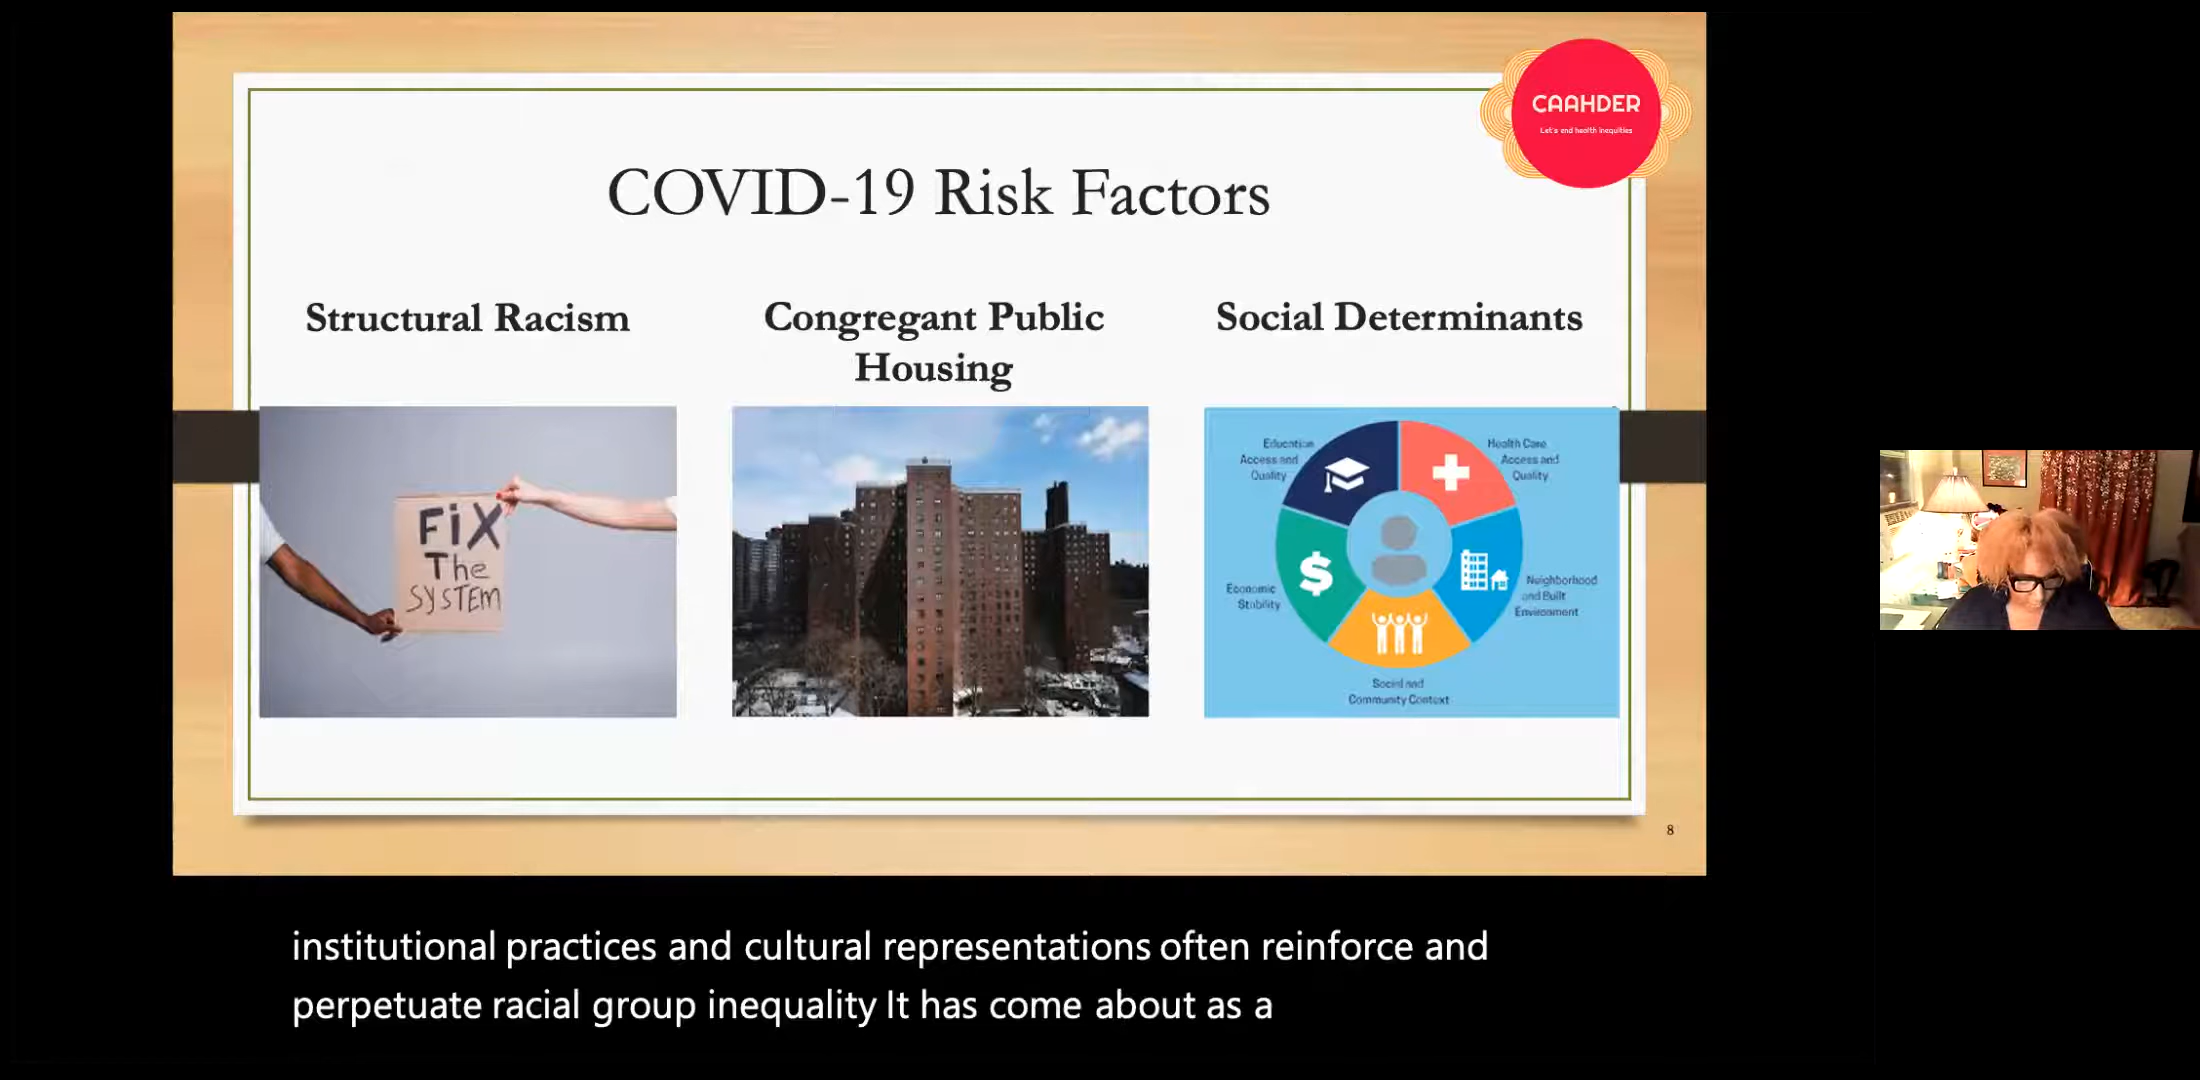 CAAHDER
Let's end health inequities
COVID-19 Risk Factors
Structural Racism
Congregant Public
Housing
Social Determinants
FiX
The
SYSTEM
Education
Access and
Quality
Health Care
Access and
Quality
$
Economic
Stability
Neighborhood
and Built
Environment
Social and
Community Context
8
institutional practices and cultural representations often reinforce and
perpetuate racial group inequality It has come about as a